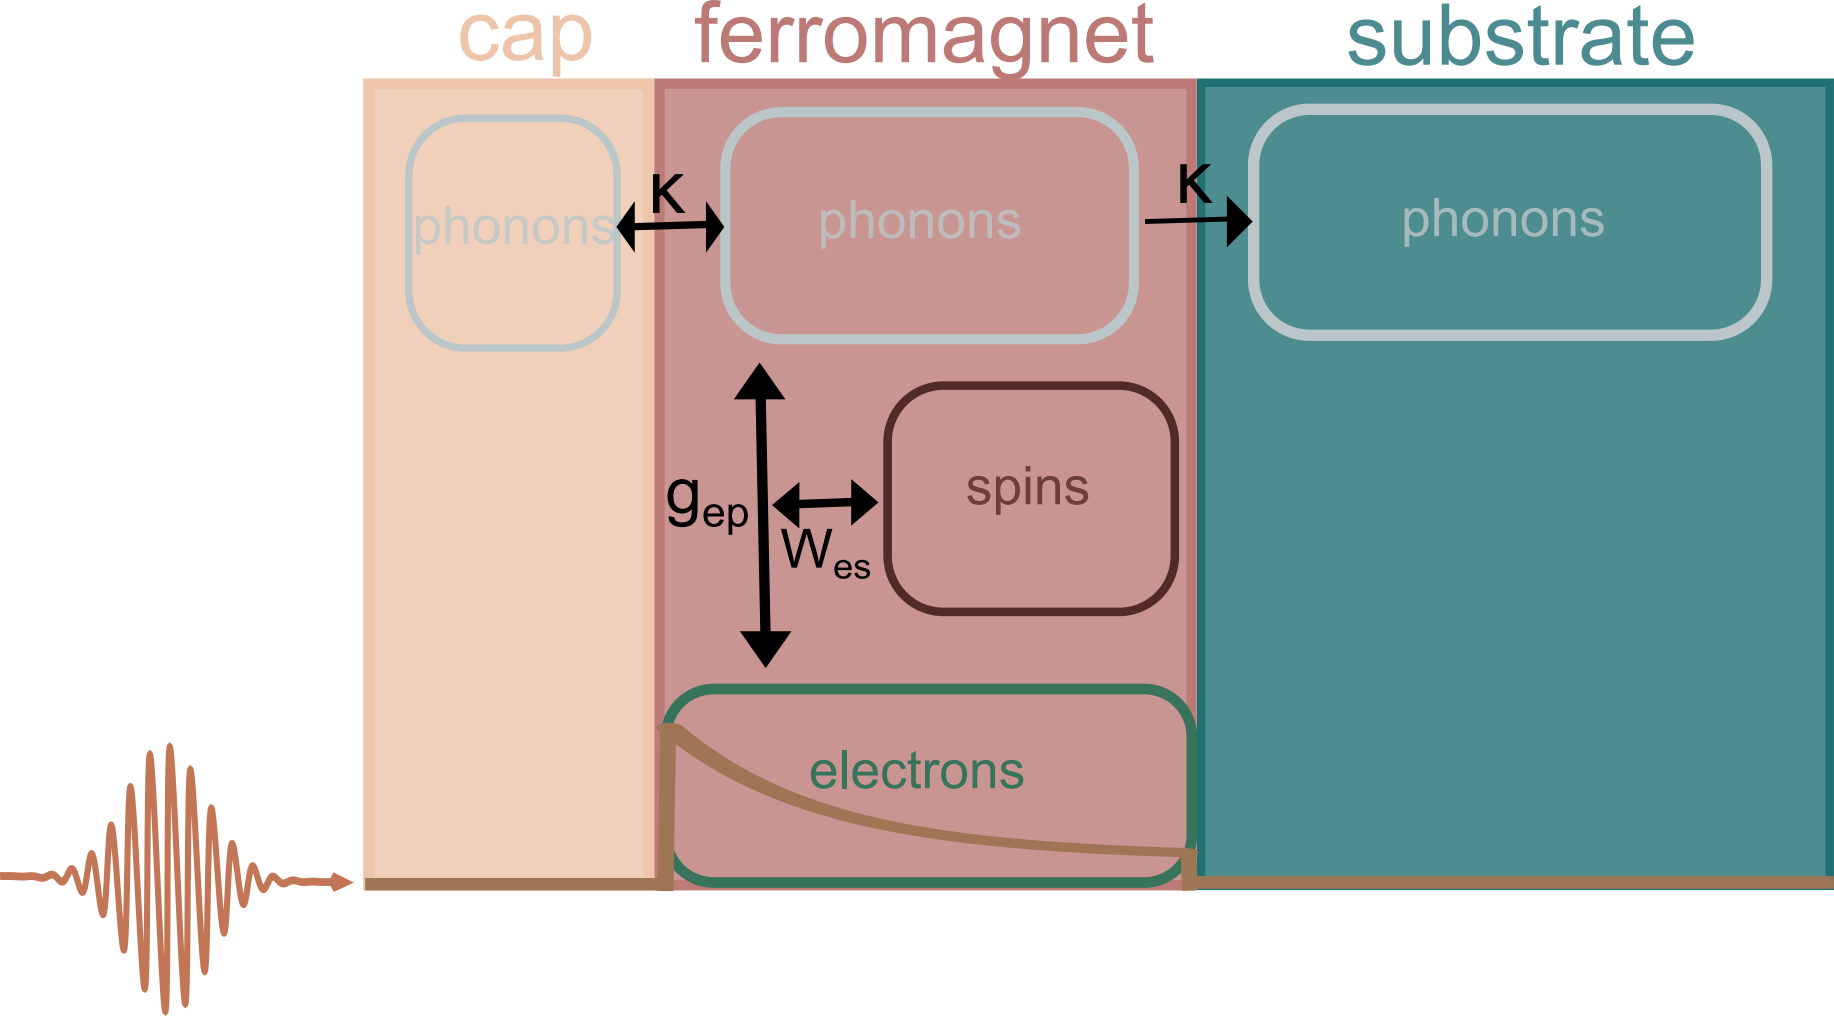 cap ferromagnet substrate
phonons κ phonons κ phonons
spins
gep
Wes
electrons